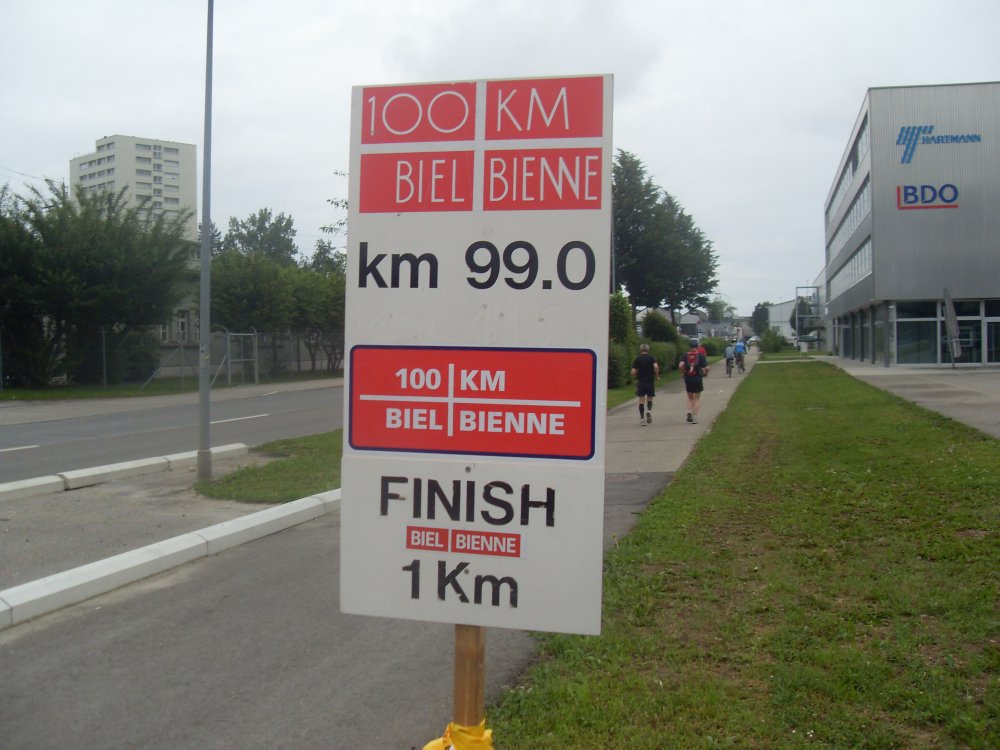 100 KM
BIEL BIENNE
km 99.0
100 KM
BIEL BIENNE
FINISH
BIEL BIENNE
1 Km
HARTMANN
BDO